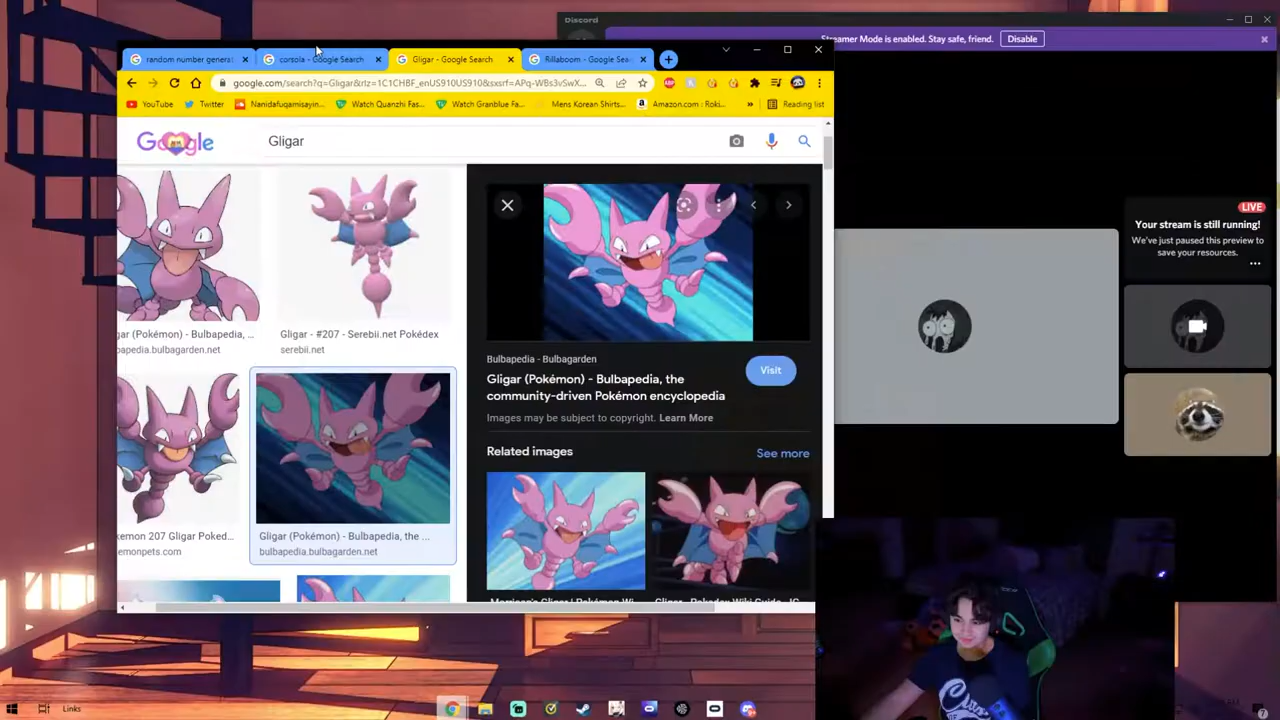 Discord
Streamer Mode is enabled. Stay safe, friend.
Disable
random number generat
corsola - Google Search
Gligar - Google Search
Rillaboom - Google Sea
google.com/search?q=Gligar&rlz=1C1CHBF_enUS910US910&sxsrf=APq-WBs3vSwX...
YouTube
Twitter
Nanidafuqamisayin...
Watch Quanzhi Fas...
Watch Granblue Fa...
Mens Korean Shirts...
Amazon.com : Roki...
»
Reading list
Google
Gligar
LIVE
Your stream is still running!
We've just paused this preview to
save your resources.
gar (Pokémon) - Bulbapedia, ...
apedia.bulbagarden.net
Gligar - #207 - Serebii.net Pokédex
serebii.net
Bulbapedia - Bulbagarden
Gligar (Pokémon) - Bulbapedia, the
community-driven Pokémon encyclopedia
Visit
Images may be subject to copyright. Learn More
Related images
See more
kemon 207 Gligar Poked...
emonpets.com
Gligar (Pokémon) - Bulbapedia, the ...
bulbapedia.bulbagarden.net
Links